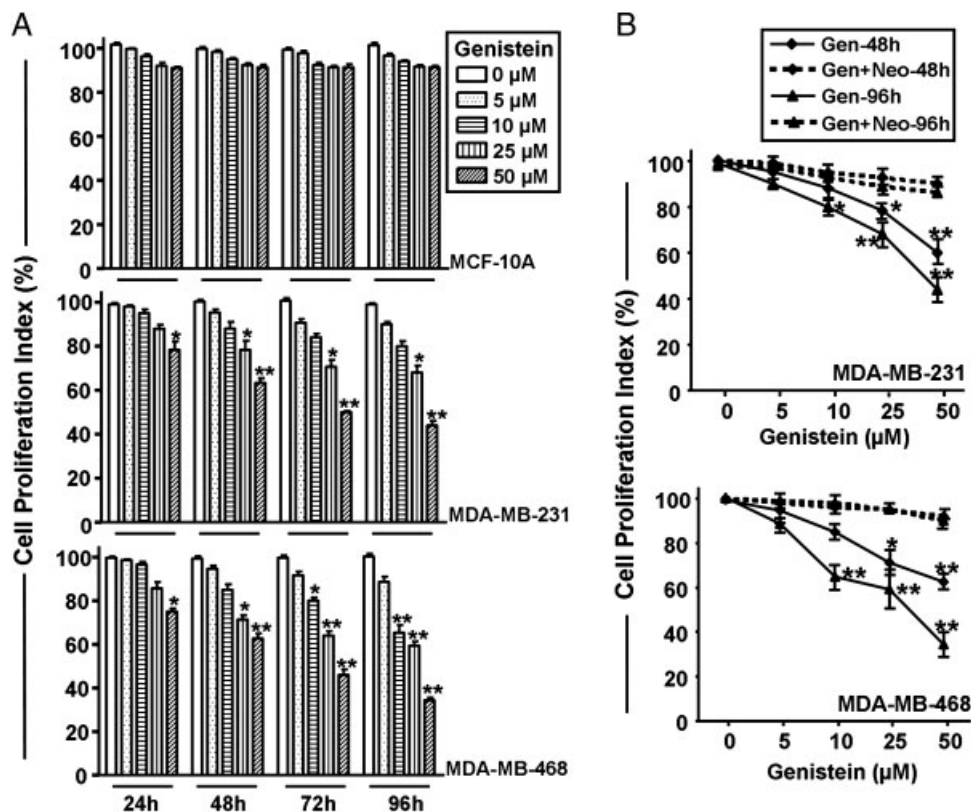 A
Cell Proliferation Index (%)
100
80
60
40
20
0
Genistein
0 µM
5 µM
10 µM
25 µM
50 µM
MCF-10A
100
80
60
40
20
0
*
*
**
*
**
*
**
MDA-MB-231
100
80
60
40
20
0
*
*
**
*
**
**
**
**
**
MDA-MB-468
24h 48h 72h 96h
B
Gen-48h
Gen+Neo-48h
Gen-96h
Gen+Neo-96h
Cell Proliferation Index (%)
100
80
60
40
20
0
*
*
**
**
**
MDA-MB-231
0 5 10 25 50
Genistein (µM)
100
80
60
40
20
0
*
**
**
**
**
MDA-MB-468
0 5 10 25 50
Genistein (µM)